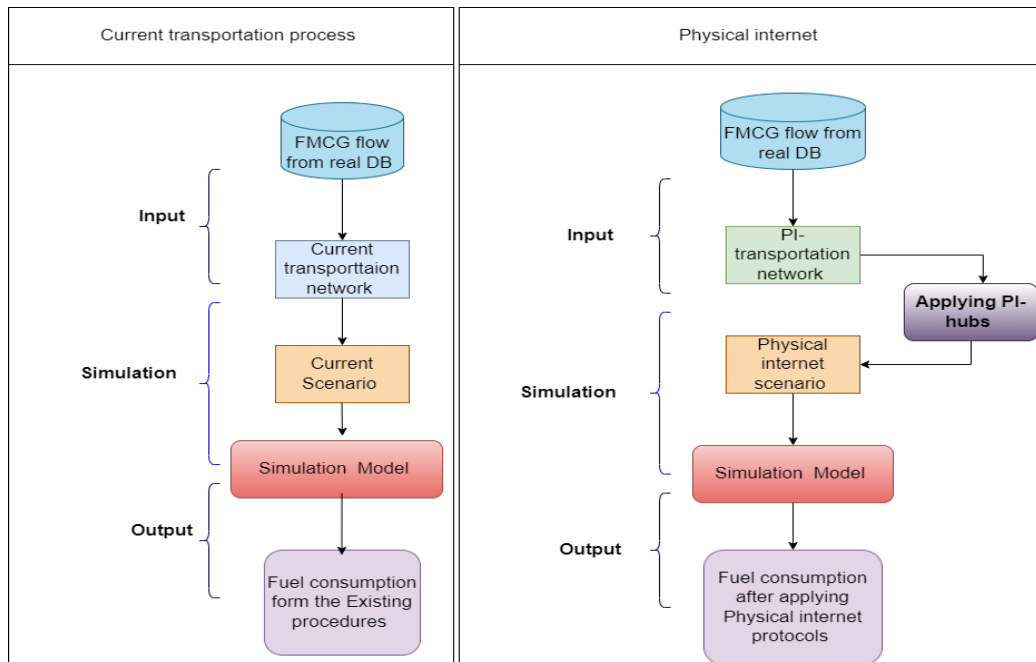 Current transportation process
FMCG flow
from real DB
Input
Current
transporttaion
network
Current
Scenario
Simulation
Simulation Model
Output
Fuel consumption
form the Existing
procedures
Physical internet
FMCG flow from
real DB
Input
PI-
transportation
network
Applying PI-
hubs
Physical
internet
scenario
Simulation
Simulation Model
Output
Fuel consumption
after applying
Physical internet
protocols